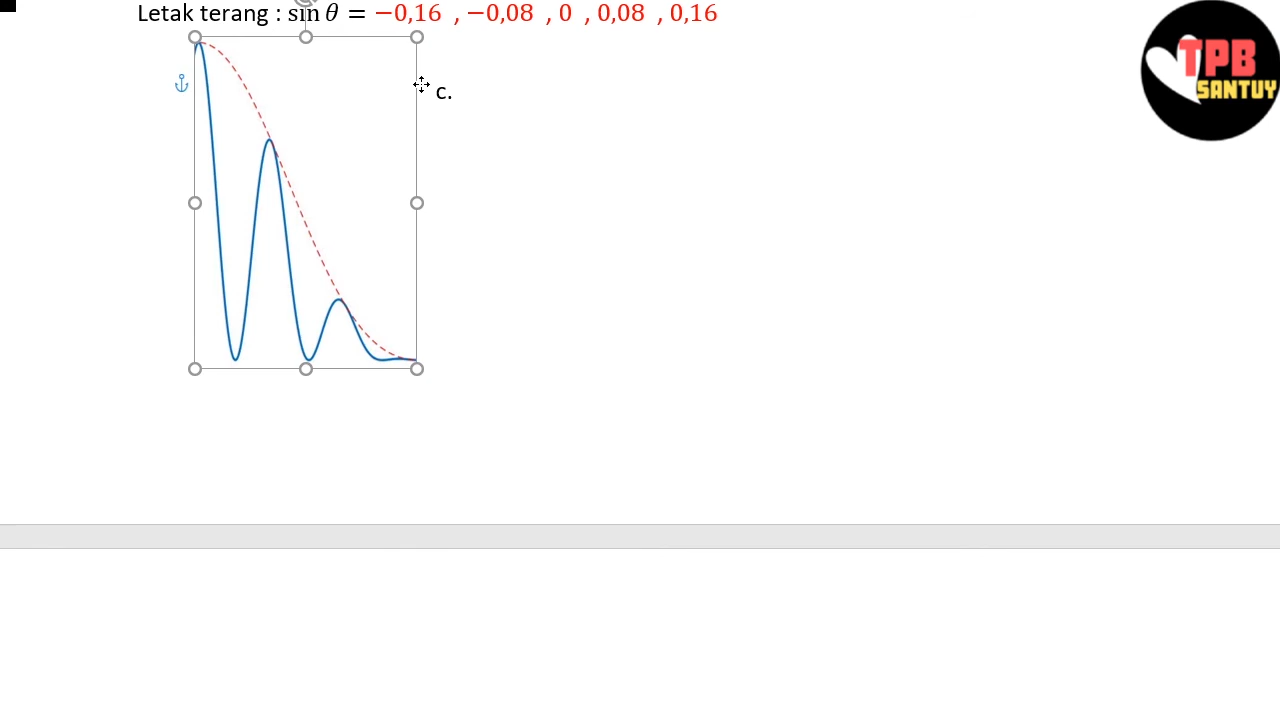 Letak terang : sin θ = −0,16 , −0,08 , 0 , 0,08 , 0,16
c.
TPB
SANTUY